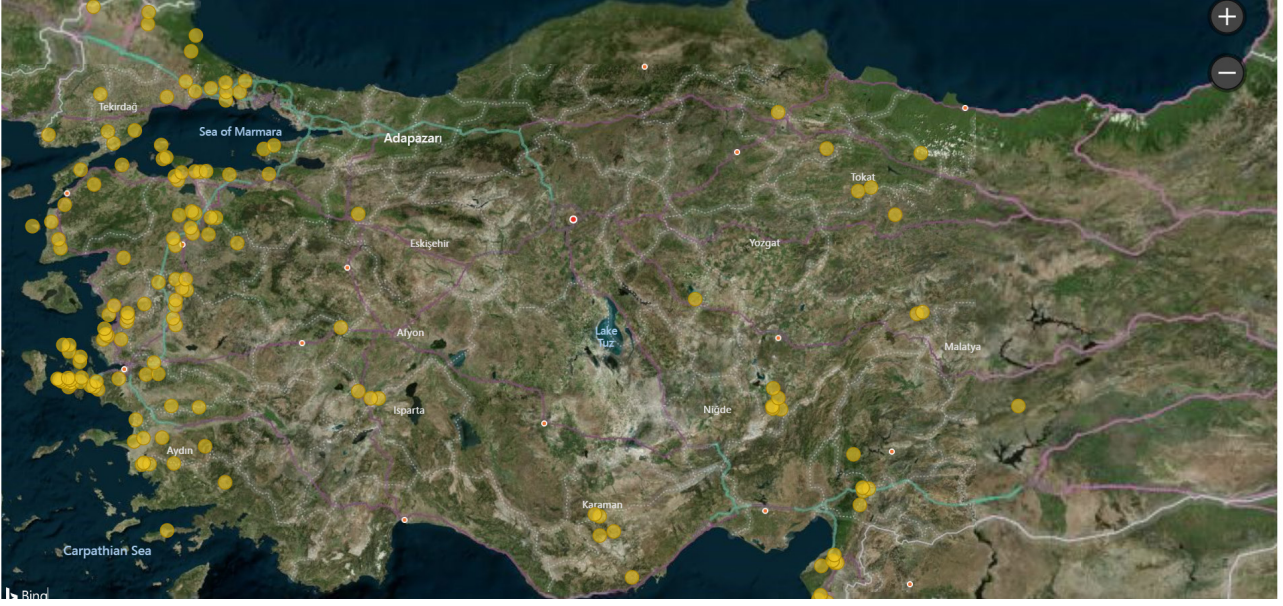 +
Tekirdağ
Sea of Marmara
Adapazarı
Tokat
Eskişehir
Yozgat
Lake
Tuz
Afyon
Malatya
Isparta
Niğde
Aydın
Karaman
Carpathian Sea
Bing